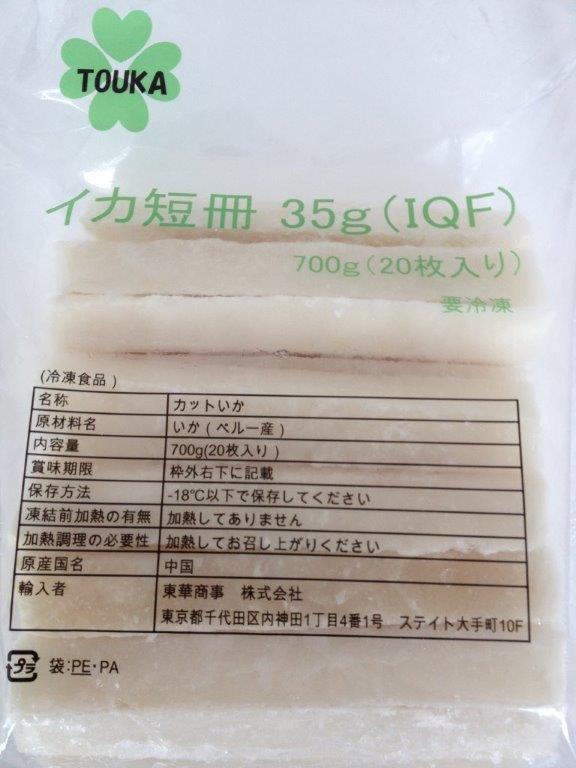 TOUKA
イカ短冊 35g(IQF)
700g(20枚入り)
要冷凍
(冷凍食品)
名称 カットいか
原材料名 いか(ペルー産)
内容量 700g(20枚入り)
賞味期限 枠外右下に記載
保存方法 -18℃以下で保存してください
凍結前加熱の有無 加熱してありません
加熱調理の必要性 加熱してお召し上がりください
原産国名 中国
輸入者 東華商事 株式会社
東京都千代田区内神田1丁目4番1号 ステイト大手町10F
プラ 袋:PE・PA